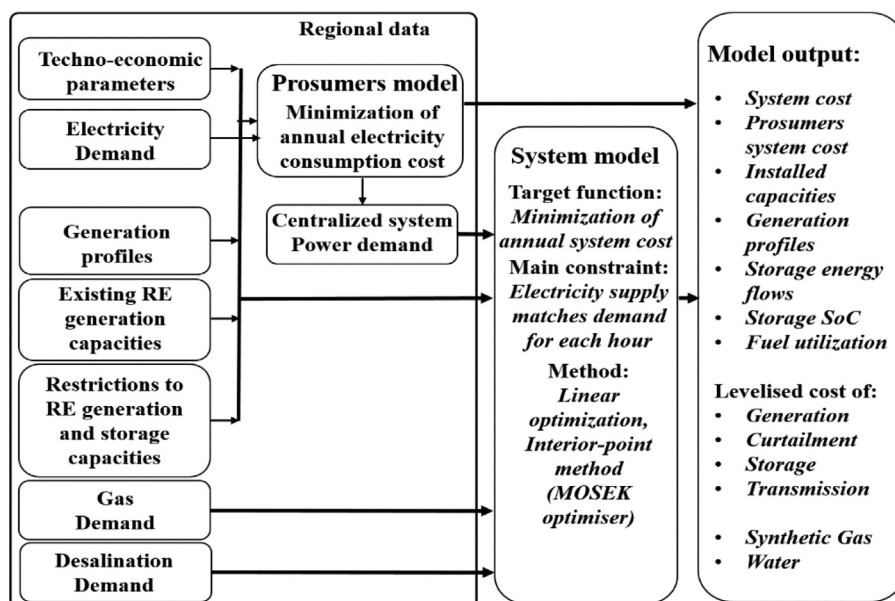 Regional data
Techno-economic
parameters
Electricity
Demand
Generation
profiles
Existing RE
generation
capacities
Restrictions to
RE generation
and storage
capacities
Gas
Demand
Desalination
Demand
Prosumers model
Minimization of
annual electricity
consumption cost
Centralized system
Power demand
System model
Target function:
Minimization of
annual system cost
Main constraint:
Electricity supply
matches demand
for each hour
Method:
Linear
optimization,
Interior-point
method
(MOSEK
optimiser)
Model output:
• System cost
• Prosumers
system cost
• Installed
capacities
• Generation
profiles
• Storage energy
flows
• Storage SoC
• Fuel utilization
Levelised cost of:
• Generation
• Curtailment
• Storage
• Transmission
• Synthetic Gas
• Water